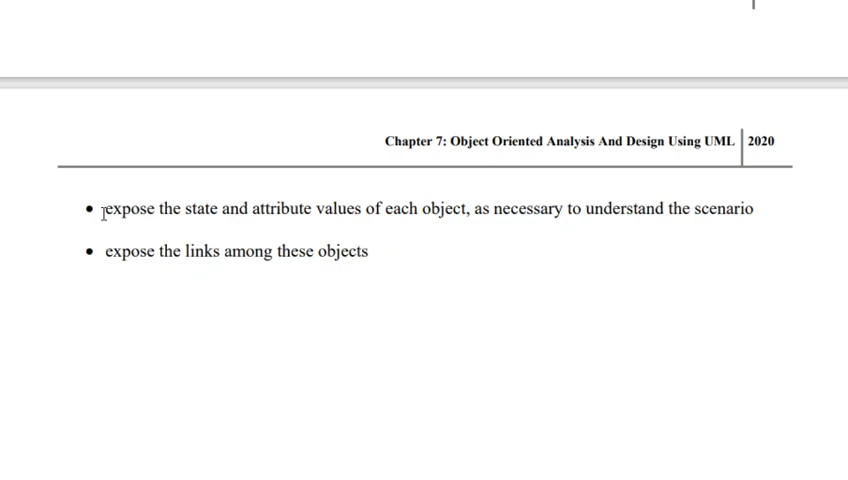 Chapter 7: Object Oriented Analysis And Design Using UML 2020
• expose the state and attribute values of each object, as necessary to understand the scenario
• expose the links among these objects